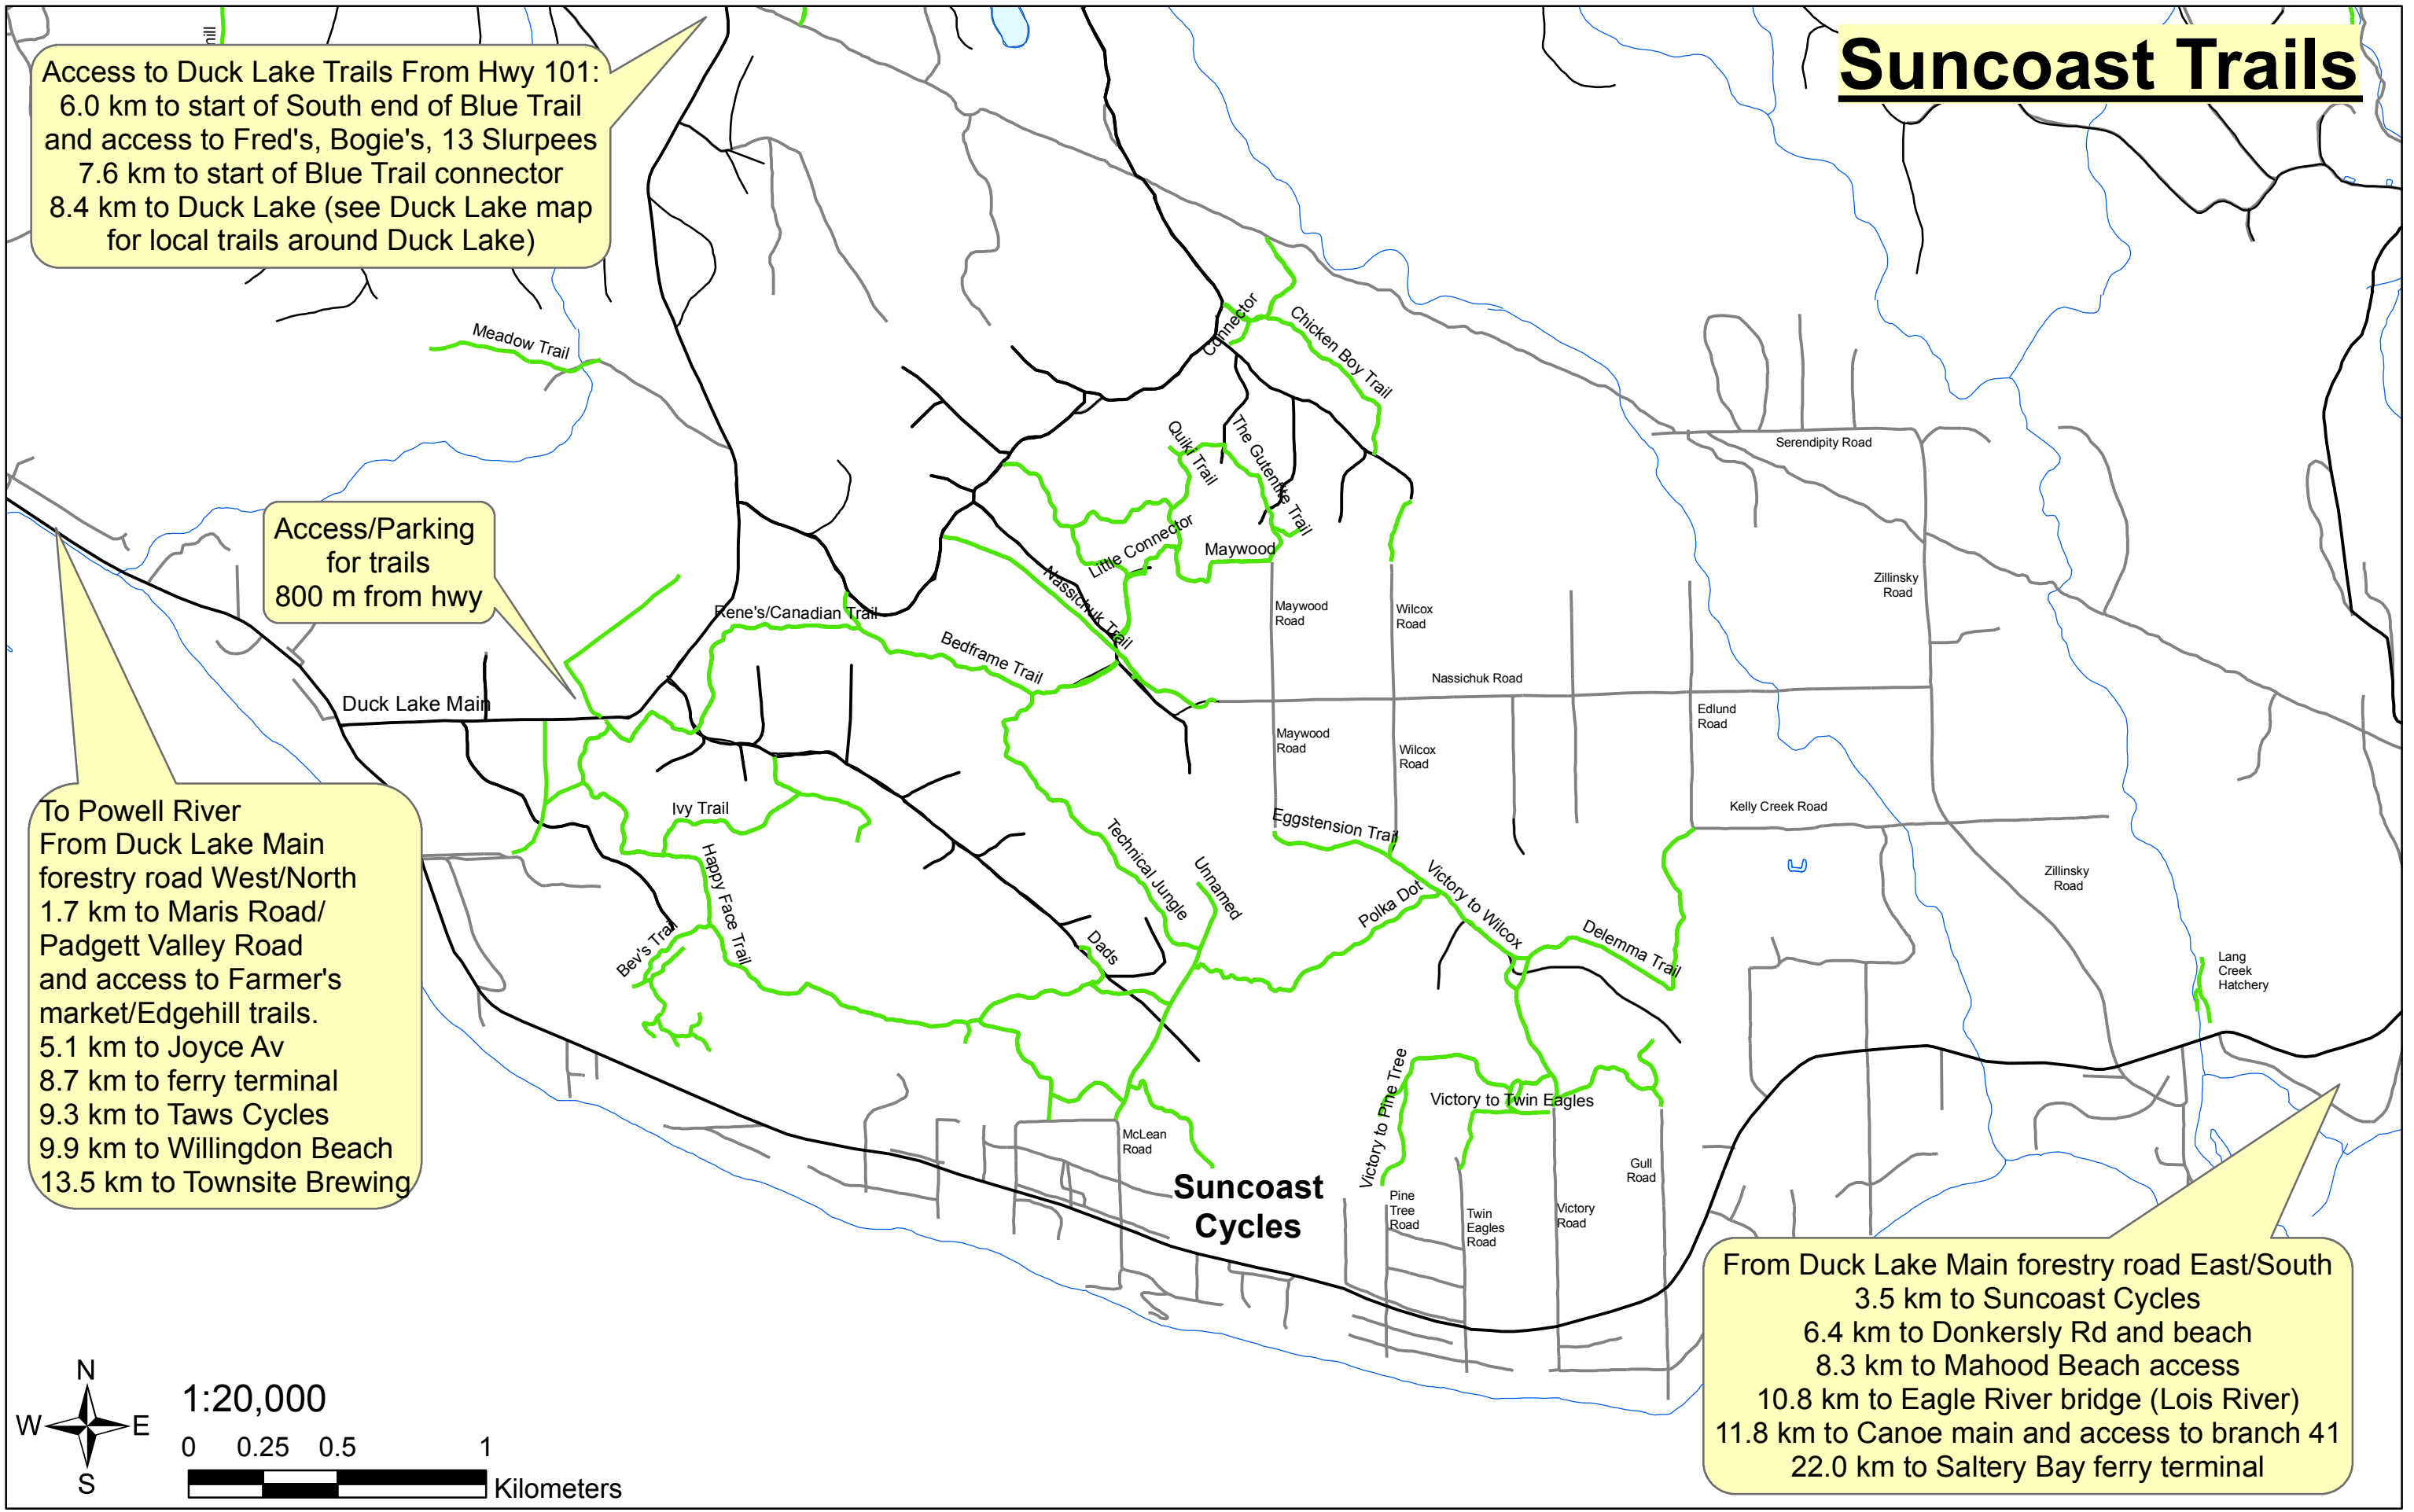 Suncoast Trails
Access to Duck Lake Trails From Hwy 101:
6.0 km to start of South end of Blue Trail
and access to Fred's, Bogie's, 13 Slurpees
7.6 km to start of Blue Trail connector
8.4 km to Duck Lake (see Duck Lake map
for local trails around Duck Lake)
Meadow Trail
Connector
Chicken Boy Trail
Quiki Trail
The Gutentite Trail
Serendipity Road
Access/Parking
for trails
800 m from hwy
Little Connector
Maywood
Nassichuk Trail
Rene's/Canadian Trail
Bedframe Trail
Maywood
Road
Wilcox
Road
Zillinsky
Road
Nassichuk Road
Duck Lake Main
Edlund
Road
Maywood
Road
Wilcox
Road
To Powell River
From Duck Lake Main
forestry road West/North
1.7 km to Maris Road/
Padgett Valley Road
and access to Farmer's
market/Edgehill trails.
5.1 km to Joyce Av
8.7 km to ferry terminal
9.3 km to Taws Cycles
9.9 km to Willingdon Beach
13.5 km to Townsite Brewing
Ivy Trail
Eggstension Trail
Kelly Creek Road
Technical Jungle
Unnamed
Happy Face Trail
Victory to Wilcox
Polka Dot
Zillinsky
Road
Bev's Trail
Dads
Delemma Trail
Lang
Creek
Hatchery
Victory to Pine Tree
Victory to Twin Eagles
McLean
Road
Suncoast
Cycles
Pine
Tree
Road
Twin
Eagles
Road
Victory
Road
Gull
Road
From Duck Lake Main forestry road East/South
3.5 km to Suncoast Cycles
6.4 km to Donkersly Rd and beach
8.3 km to Mahood Beach access
10.8 km to Eagle River bridge (Lois River)
11.8 km to Canoe main and access to branch 41
22.0 km to Saltery Bay ferry terminal
N
W E
S
1:20,000
0 0.25 0.5 1
Kilometers